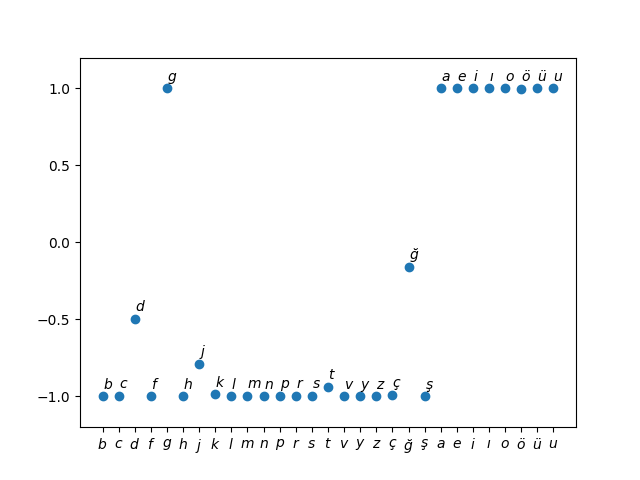 g
a e i ı o ö ü u
1.0
0.5
0.0
ğ
d
−0.5
j
t
b c f h k l m n p r s v y z ç ş
−1.0
b c d f g h j k l m n p r s t v y z ç ğ ş a e i ı o ö ü u